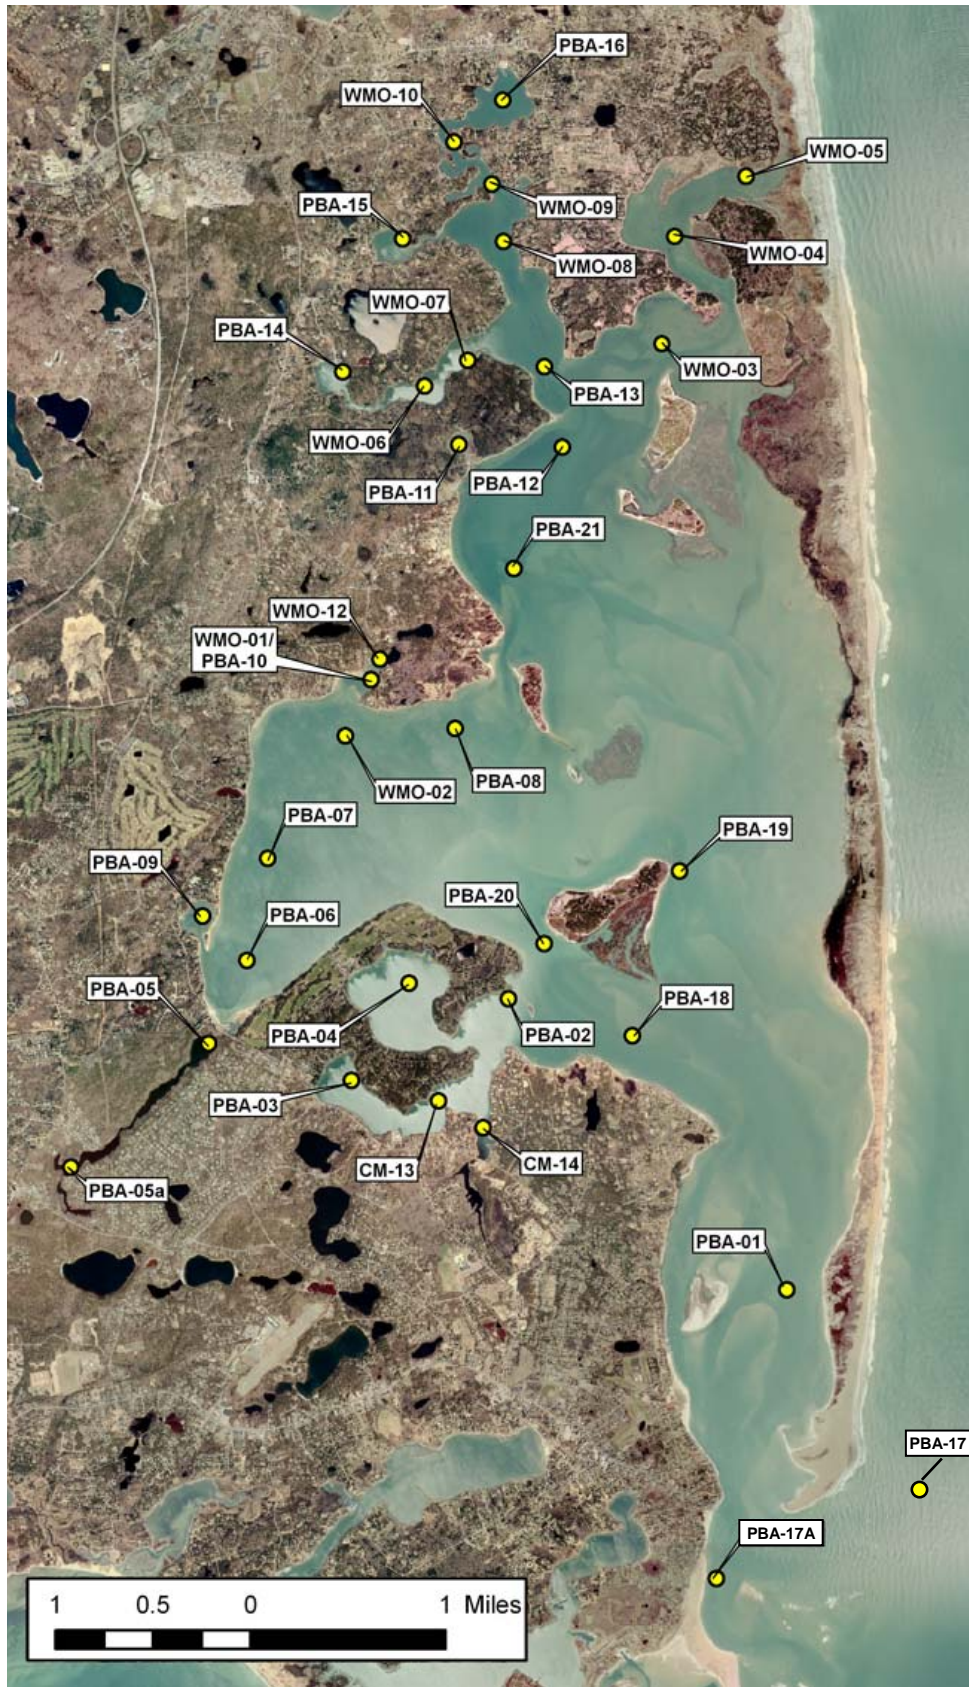 PBA-16
WMO-10
WMO-05
WMO-09
PBA-15
WMO-04
WMO-08
WMO-07
PBA-14
WMO-03
PBA-13
WMO-06
PBA-12
PBA-11
PBA-21
WMO-12
WMO-01/
PBA-10
PBA-08
WMO-02
PBA-07
PBA-19
PBA-09
PBA-20
PBA-06
PBA-05
PBA-18
PBA-04
PBA-02
PBA-03
CM-13
CM-14
PBA-05a
PBA-01
PBA-17
PBA-17A
1 0.5 0 1 Miles